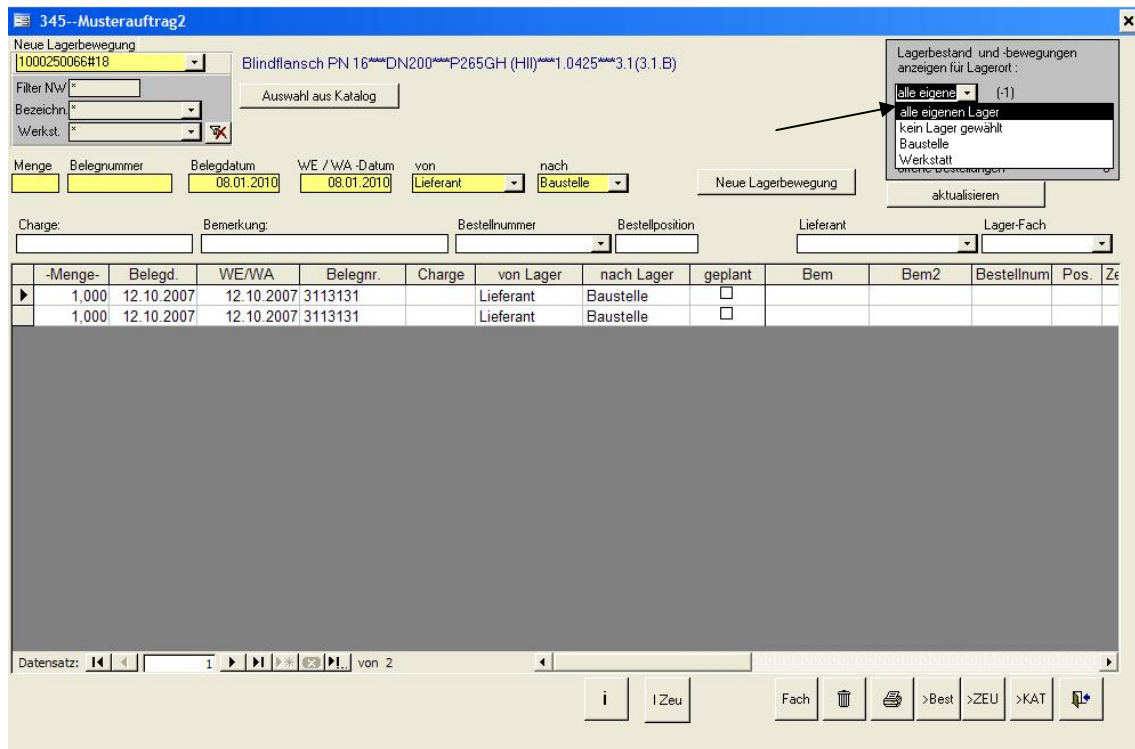 345--Musterauftrag2
Neue Lagerbewegung
1000250066#18
Blindflansch PN 16***DN200***P265GH (HII)***1.0425***3.1(3.1.B)
Filter NW *
Auswahl aus Katalog
Bezeichn. *
Werkst. *
Lagerbestand und -bewegungen
anzeigen für Lagerort :
alle eigene (-1)
alle eigenen Lager
kein Lager gewählt
Baustelle
Werkstatt
offene Bestellungen
aktualisieren
Menge Belegnummer Belegdatum WE / WA -Datum von nach
08.01.2010 08.01.2010 Lieferant Baustelle Neue Lagerbewegung
Charge: Bemerkung: Bestellnummer Bestellposition Lieferant Lager-Fach
-Menge- Belegd. WE/WA Belegnr. Charge von Lager nach Lager geplant Bem Bem2 Bestellnum Pos. Ze
1,000 12.10.2007 12.10.2007 3113131 Lieferant Baustelle
1,000 12.10.2007 12.10.2007 3113131 Lieferant Baustelle
Datensatz: 1 von 2
i I Zeu Fach >Best >ZEU >KAT